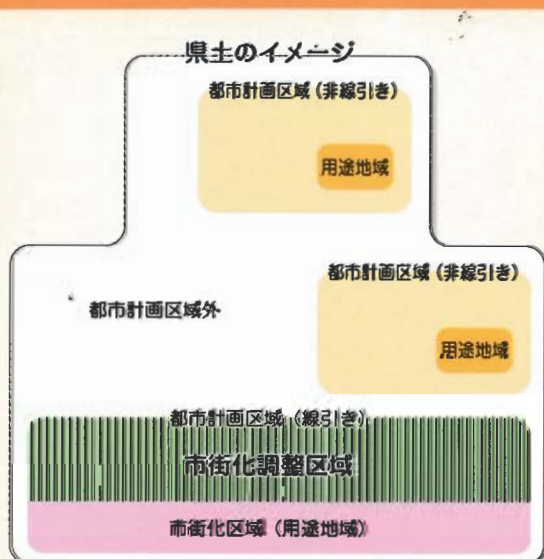 県土のイメージ
都市計画区域(非線引き)
用途地域
都市計画区域(非線引き)
都市計画区域外
用途地域
都市計画区域(線引き)
市街化調整区域
市街化区域(用途地域)